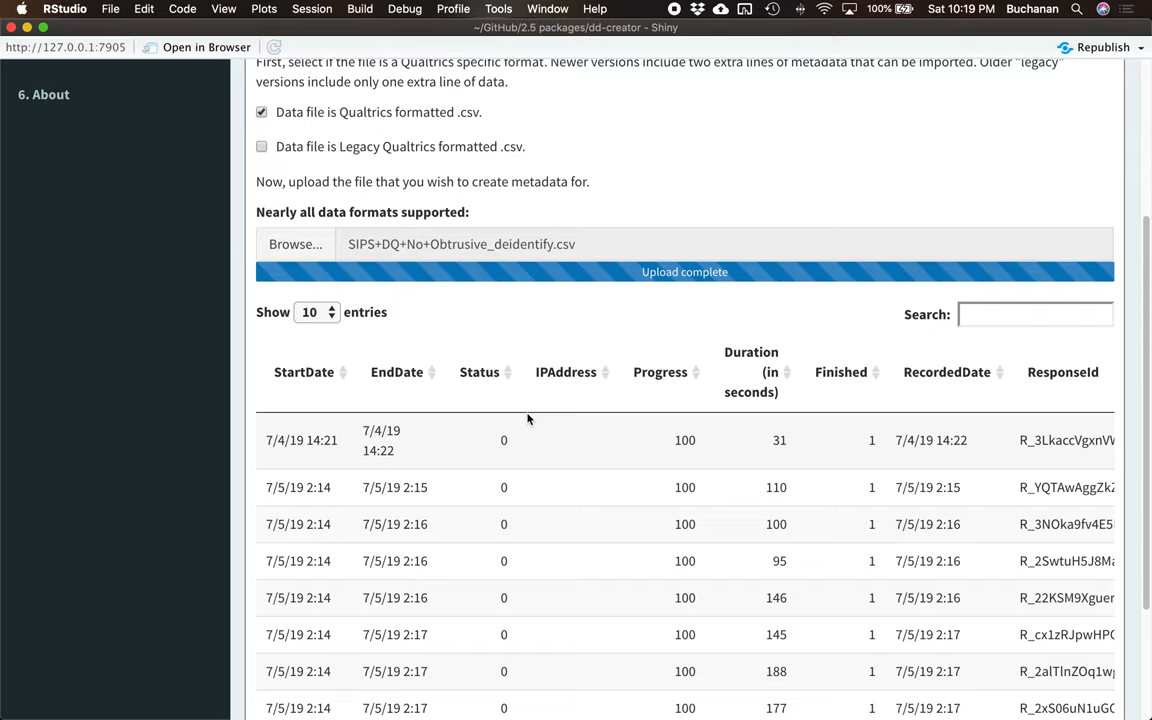 RStudio File Edit Code View Plots Session Build Debug Profile Tools Window Help 100% Sat 10:19 PM Buchanan
~/GitHub/2.5 packages/dd-creator - Shiny
http://127.0.0.1:7905 Open in Browser Republish
6. About
First, select if the file is a Qualtrics specific format. Newer versions include two extra lines of metadata that can be imported. Older "legacy"
versions include only one extra line of data.
Data file is Qualtrics formatted .csv.
Data file is Legacy Qualtrics formatted .csv.
Now, upload the file that you wish to create metadata for.
Nearly all data formats supported:
Browse... SIPS+DQ+No+Obtrusive_deidentify.csv
Upload complete
Show 10 entries Search:
StartDate EndDate Status IPAddress Progress Duration (in seconds) Finished RecordedDate ResponseId
7/4/19 14:21 7/4/19 14:22 0 100 31 1 7/4/19 14:22 R_3LkaccVgxnV
7/5/19 2:14 7/5/19 2:15 0 100 110 1 7/5/19 2:15 R_YQTAwAggZkZ
7/5/19 2:14 7/5/19 2:16 0 100 100 1 7/5/19 2:16 R_3NOka9fv4E5
7/5/19 2:14 7/5/19 2:16 0 100 95 1 7/5/19 2:16 R_2SwtuH5J8Ma
7/5/19 2:14 7/5/19 2:16 0 100 146 1 7/5/19 2:16 R_22KSM9Xguer
7/5/19 2:14 7/5/19 2:17 0 100 145 1 7/5/19 2:17 R_cx1zRJpwHPC
7/5/19 2:14 7/5/19 2:17 0 100 188 1 7/5/19 2:17 R_2alTlnZOq1w
7/5/19 2:14 7/5/19 2:17 0 100 177 1 7/5/19 2:17 R_2xS06uN1uGC